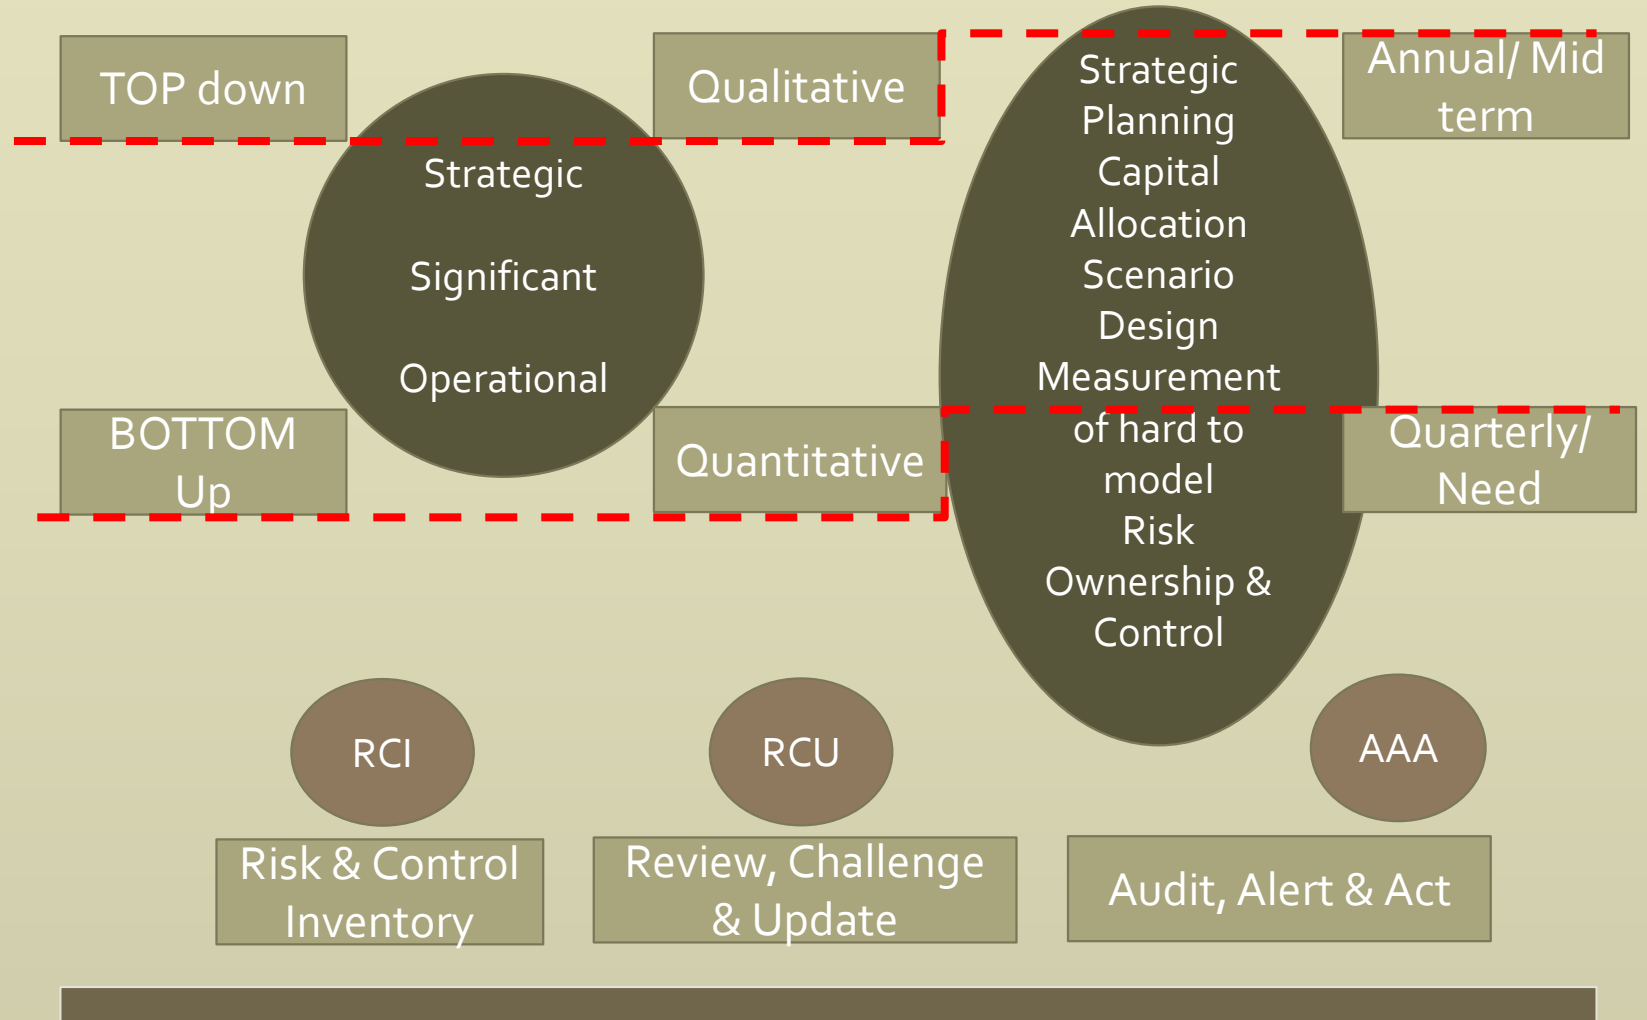 TOP down
Strategic
Significant
Operational
BOTTOM
Up
Qualitative
Quantitative
Strategic
Planning
Capital
Allocation
Scenario
Design
Measurement
of hard to
model
Risk
Ownership &
Control
Annual/ Mid
term
Quarterly/
Need
RCI
RCU
AAA
Risk & Control
Inventory
Review, Challenge
& Update
Audit, Alert & Act